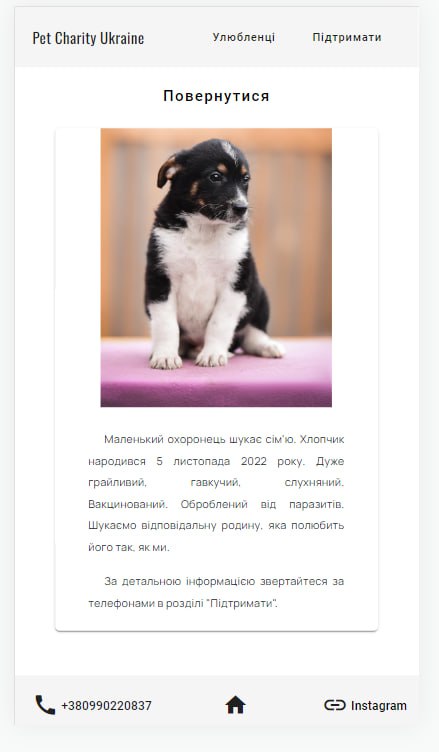 Pet Charity Ukraine
Улюбленці
Підтримати
Повернутися
Маленький охоронець шукає сім'ю. Хлопчик
народився 5 листопада 2022 року. Дуже
грайливий, гавкучий, слухняний.
Вакцинований. Оброблений від паразитів.
Шукаємо відповідальну родину, яка полюбить
його так, як ми.
За детальною інформацією звертайтеся за
телефонами в розділі "Підтримати".
+380990220837
Instagram